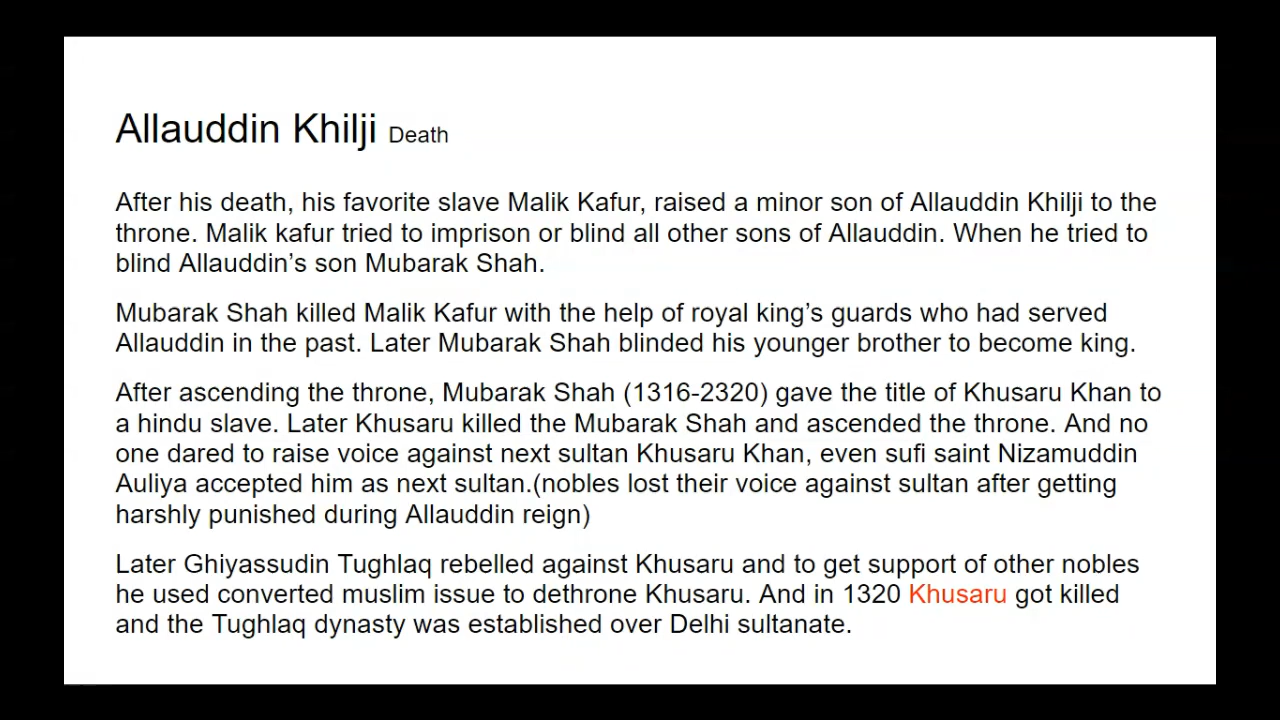 Allauddin Khilji Death
After his death, his favorite slave Malik Kafur, raised a minor son of Allauddin Khilji to the
throne. Malik kafur tried to imprison or blind all other sons of Allauddin. When he tried to
blind Allauddin’s son Mubarak Shah.
Mubarak Shah killed Malik Kafur with the help of royal king’s guards who had served
Allauddin in the past. Later Mubarak Shah blinded his younger brother to become king.
After ascending the throne, Mubarak Shah (1316-2320) gave the title of Khusaru Khan to
a hindu slave. Later Khusaru killed the Mubarak Shah and ascended the throne. And no
one dared to raise voice against next sultan Khusaru Khan, even sufi saint Nizamuddin
Auliya accepted him as next sultan.(nobles lost their voice against sultan after getting
harshly punished during Allauddin reign)
Later Ghiyassudin Tughlaq rebelled against Khusaru and to get support of other nobles
he used converted muslim issue to dethrone Khusaru. And in 1320 Khusaru got killed
and the Tughlaq dynasty was established over Delhi sultanate.